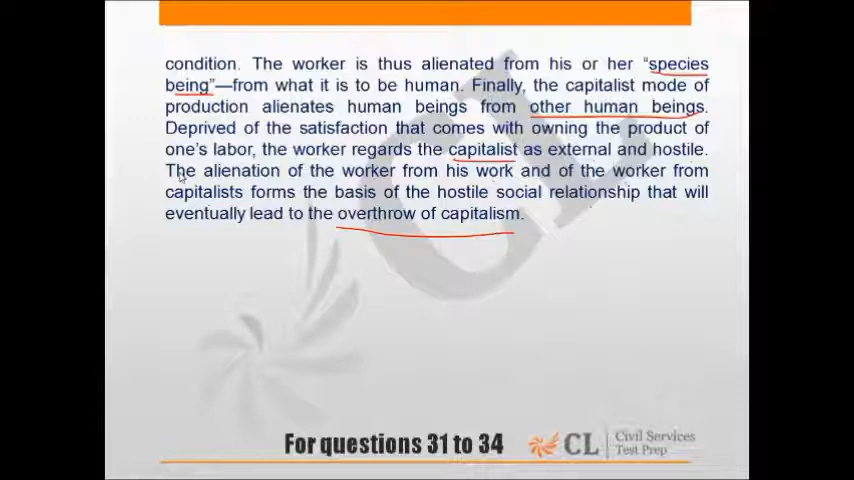 condition. The worker is thus alienated from his or her “species
being”—from what it is to be human. Finally, the capitalist mode of
production alienates human beings from other human beings.
Deprived of the satisfaction that comes with owning the product of
one’s labor, the worker regards the capitalist as external and hostile.
The alienation of the worker from his work and of the worker from
capitalists forms the basis of the hostile social relationship that will
eventually lead to the overthrow of capitalism.
CL
For questions 31 to 34
CL
Civil Services
Test Prep